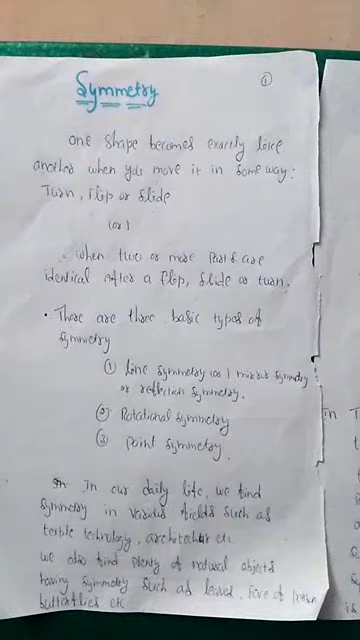 Symmetry
①
One shape becomes exactly like
another when you move it in some way:
Turn, Flip or Slide
(or)
when two or more parts are
identical after a flip, slide or turn.
• There are three basic types of
symmetry
① Line symmetry (or) mirror symmetry
or reflection symmetry.
② Rotational symmetry
③ Point symmetry.
In our daily life, we find
symmetry in various fields such as
textile technology, architectur etc.
we also find plenty of natural objects
having symmetry such as leaves, Face of person
butterflies etc
in T
is